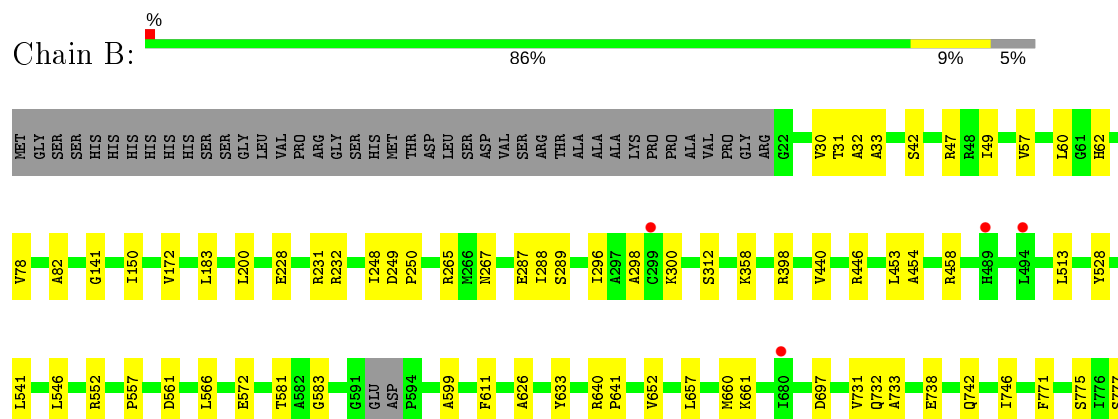 %
Chain B:
86% 9% 5%
MET GLY SER SER HIS HIS HIS HIS HIS HIS SER SER GLY LEU VAL PRO ARG GLY SER HIS MET THR ASP LEU SER ASP VAL SER ARG THR ALA ALA ALA LYS PRO PRO ALA VAL PRO GLY ARG G22 V30 T31 A32 A33 S42 R47 R48 I49 V57 L60 G61 H62
V78 A82 G141 I150 V172 L183 L200 E228 R231 R232 I248 D249 P250 R265 M266 N267 E287 I288 S289 I296 A297 A298 C299 K300 S312 K358 R398 V440 R446 L453 A454 R458 H489 L494 L513 Y528
L541 L546 R552 P557 D561 L566 E572 T581 A582 G583 G591 GLU ASP P594 A599 F611 A626 Y633 R640 P641 V652 L657 M660 K661 I680 D697 V731 Q732 A733 E738 Q742 I746 F771 S775 I776 S777